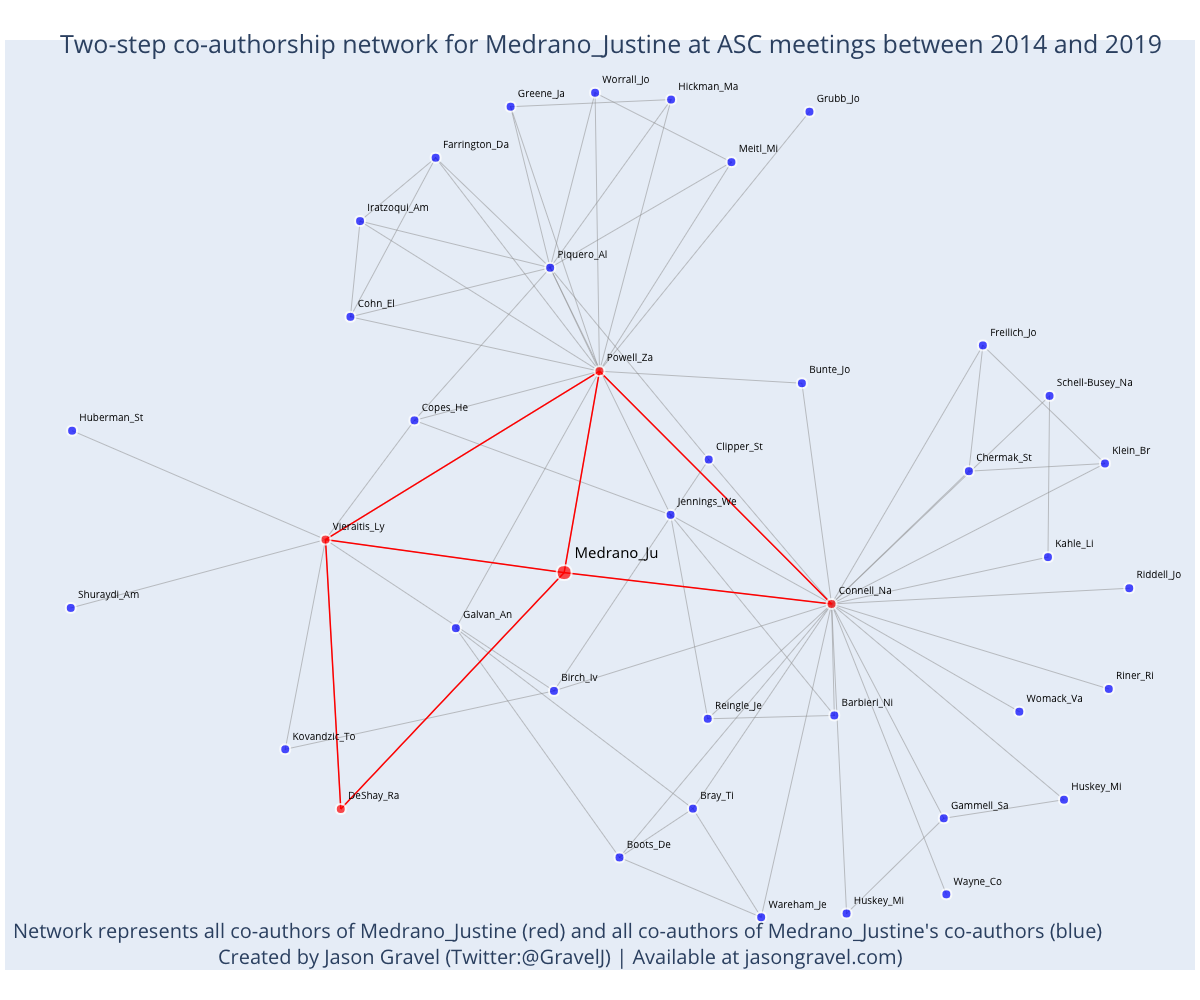 Two-step co-authorship network for Medrano_Justine at ASC meetings between 2014 and 2019
Worrall_Jo
Hickman_Ma
Greene_Ja
Grubb_Jo
Farrington_Da
Meitl_Mi
Iratzoqui_Am
Piquero_Al
Cohn_El
Freilich_Jo
Powell_Za
Bunte_Jo
Schell-Busey_Na
Copes_He
Huberman_St
Clipper_St
Klein_Br
Chermak_St
Jennings_We
Vieraitis_Ly
Kahle_Li
Medrano_Ju
Riddell_Jo
Connell_Na
Shuraydi_Am
Galvan_An
Birch_Iv
Riner_Ri
Womack_Va
Barbieri_Ni
Reingle_Je
Kovandzic_To
Huskey_Mi
DeShay_Ra
Bray_Ti
Gammell_Sa
Boots_De
Wayne_Co
Huskey_Mi
Wareham_Je
Network represents all co-authors of Medrano_Justine (red) and all co-authors of Medrano_Justine's co-authors (blue)
Created by Jason Gravel (Twitter:@GravelJ) | Available at jasongravel.com)